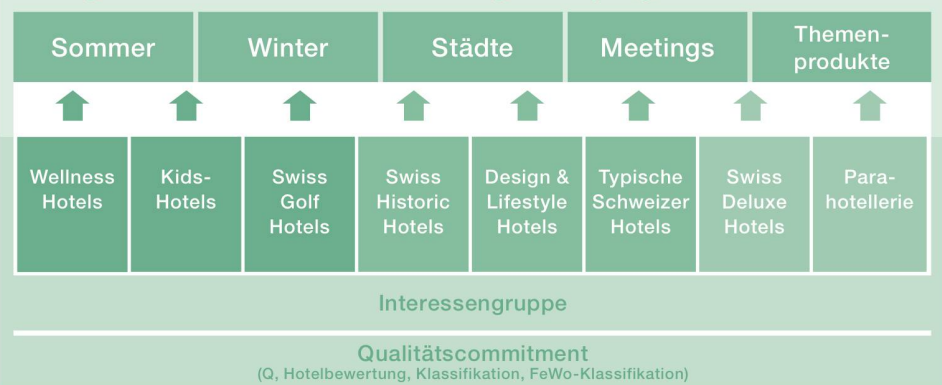 Sommer
Winter
Städte
Meetings
Themen-
produkte
Wellness
Hotels
Kids-
Hotels
Swiss
Golf
Hotels
Swiss
Historic
Hotels
Design &
Lifestyle
Hotels
Typische
Schweizer
Hotels
Swiss
Deluxe
Hotels
Para-
hotellerie
Interessengruppe
Qualitätscommitment
(Q, Hotelbewertung, Klassifikation, FeWo-Klassifikation)